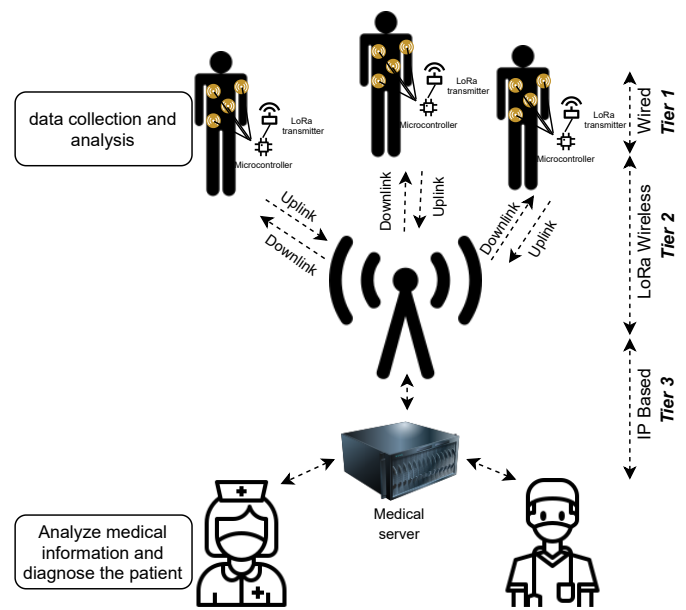 data collection and
analysis
LoRa
transmitter
Microcontroller
LoRa
transmitter
Microcontroller
LoRa
transmitter
Microcontroller
Wired
Tier 1
Uplink
Downlink
Downlink
Uplink
Downlink
Uplink
LoRa Wireless
Tier 2
IP Based
Tier 3
Medical
server
Analyze medical
information and
diagnose the patient